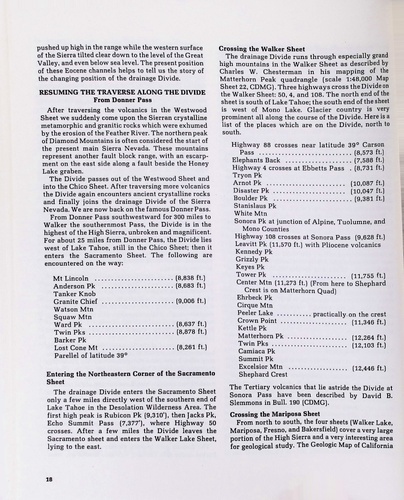 pushed up high in the range while the western surface
of the Sierra tilted clear down to the level of the Great
Valley, and even below sea level. The present position
of these Eocene channels helps to tell us the story of
the changing position of the drainage Divide.
RESUMING THE TRAVERSE ALONG THE DIVIDE
From Donner Pass
After traversing the volcanics in the Westwood
Sheet we suddenly come upon the Sierran crystalline
metamorphic and granitic rocks which were exhumed
by the erosion of the Feather River. The northern peak
of Diamond Mountains is often considered the start of
the present main Sierra Nevada. These mountains
represent another fault block range, with an escarp-
ment on the east side along a fault beside the Honey
Lake graben.
The Divide passes out of the Westwood Sheet and
into the Chico Sheet. After traversing more volcanics
the Divide again encounters ancient crystalline rocks
and finally joins the drainage Divide of the Sierra
Nevada. We are now back on the famous Donner Pass.
From Donner Pass southwestward for 300 miles to
Walker the southernmost Pass, the Divide is in the
highest of the High Sierra, unbroken and magnificent.
For about 25 miles from Donner Pass, the Divide lies
west of Lake Tahoe, still in the Chico Sheet; then it
enters the Sacramento Sheet. The following are
encountered on the way:
Mt Lincoln .................... (8,838 ft.)
Anderson Pk .................... (8,683 ft.)
Tanker Knob
Granite Chief .................... (9,006 ft.)
Watson Mtn
Squaw Mtn
Ward Pk .................... (8,637 ft.)
Twin Pks .................... (8,878 ft.)
Barker Pk
Lost Cone Mt .................... (8,261 ft.)
Parellel of latitude 39°
Entering the Northeastern Corner of the Sacramento
Sheet
The drainage Divide enters the Sacramento Sheet
only a few miles directly west of the southern end of
Lake Tahoe in the Desolation Wilderness Area. The
first high peak is Rubicon Pk (9,310'), then Jacks Pk,
Echo Summit Pass (7,377'), where Highway 50
crosses. After a few miles the Divide leaves the
Sacramento sheet and enters the Walker Lake Sheet,
lying to the east.
18
Crossing the Walker Sheet
The drainage Divide runs through especially grand
high mountains in the Walker Sheet as described by
Charles W. Chesterman in his mapping of the
Matterhorn Peak quadrangle (scale 1:48,000 Map
Sheet 22, CDMG). Three highways cross the Divide on
the Walker Sheet: 50, 4, and 108. The north end of the
sheet is south of Lake Tahoe; the south end of the sheet
is west of Mono Lake. Glacier country is very
prominent all along the course of the Divide. Here is a
list of the places which are on the Divide, north to
south.
Highway 88 crosses near latitude 39° Carson
Pass .................... (8,573 ft.)
Elephants Back .................... (7,588 ft.)
Highway 4 crosses at Ebbetts Pass . (8,731 ft.)
Tryon Pk
Arnot Pk .................... (10,087 ft.)
Disaster Pk .................... (10,047 ft.)
Boulder Pk .................... (9,381 ft.)
Stanislaus Pk
White Mtn
Sonora Pk at junction of Alpine, Tuolumne, and
Mono Counties
Highway 108 crosses at Sonora Pass (9,628 ft.)
Leavitt Pk (11,570 ft.) with Pliocene volcanics
Kennedy Pk
Grizzly Pk
Keyes Pk
Tower Pk .................... (11,755 ft.)
Center Mtn (11,273 ft.) (From here to Shephard
Crest is on Matterhorn Quad)
Ehrbeck Pk
Cirque Mtn
Peeler Lake ........... practically on the crest
Crown Point .................... (11,346 ft.)
Kettle Pk
Matterhorn Pk .................... (12,264 ft.)
Twin Pks .................... (12,103 ft.)
Camiaca Pk
Summit Pk
Excelsior Mtn .................... (12,446 ft.)
Shephard Crest
The Tertiary volcanics that lie astride the Divide at
Sonora Pass have been described by David B.
Slemmons in Bull. 190 (CDMG).
Crossing the Mariposa Sheet
From north to south, the four sheets (Walker Lake,
Mariposa, Fresno, and Bakersfield) cover a very large
portion of the High Sierra and a very interesting area
for geological study. The Geologic Map of California